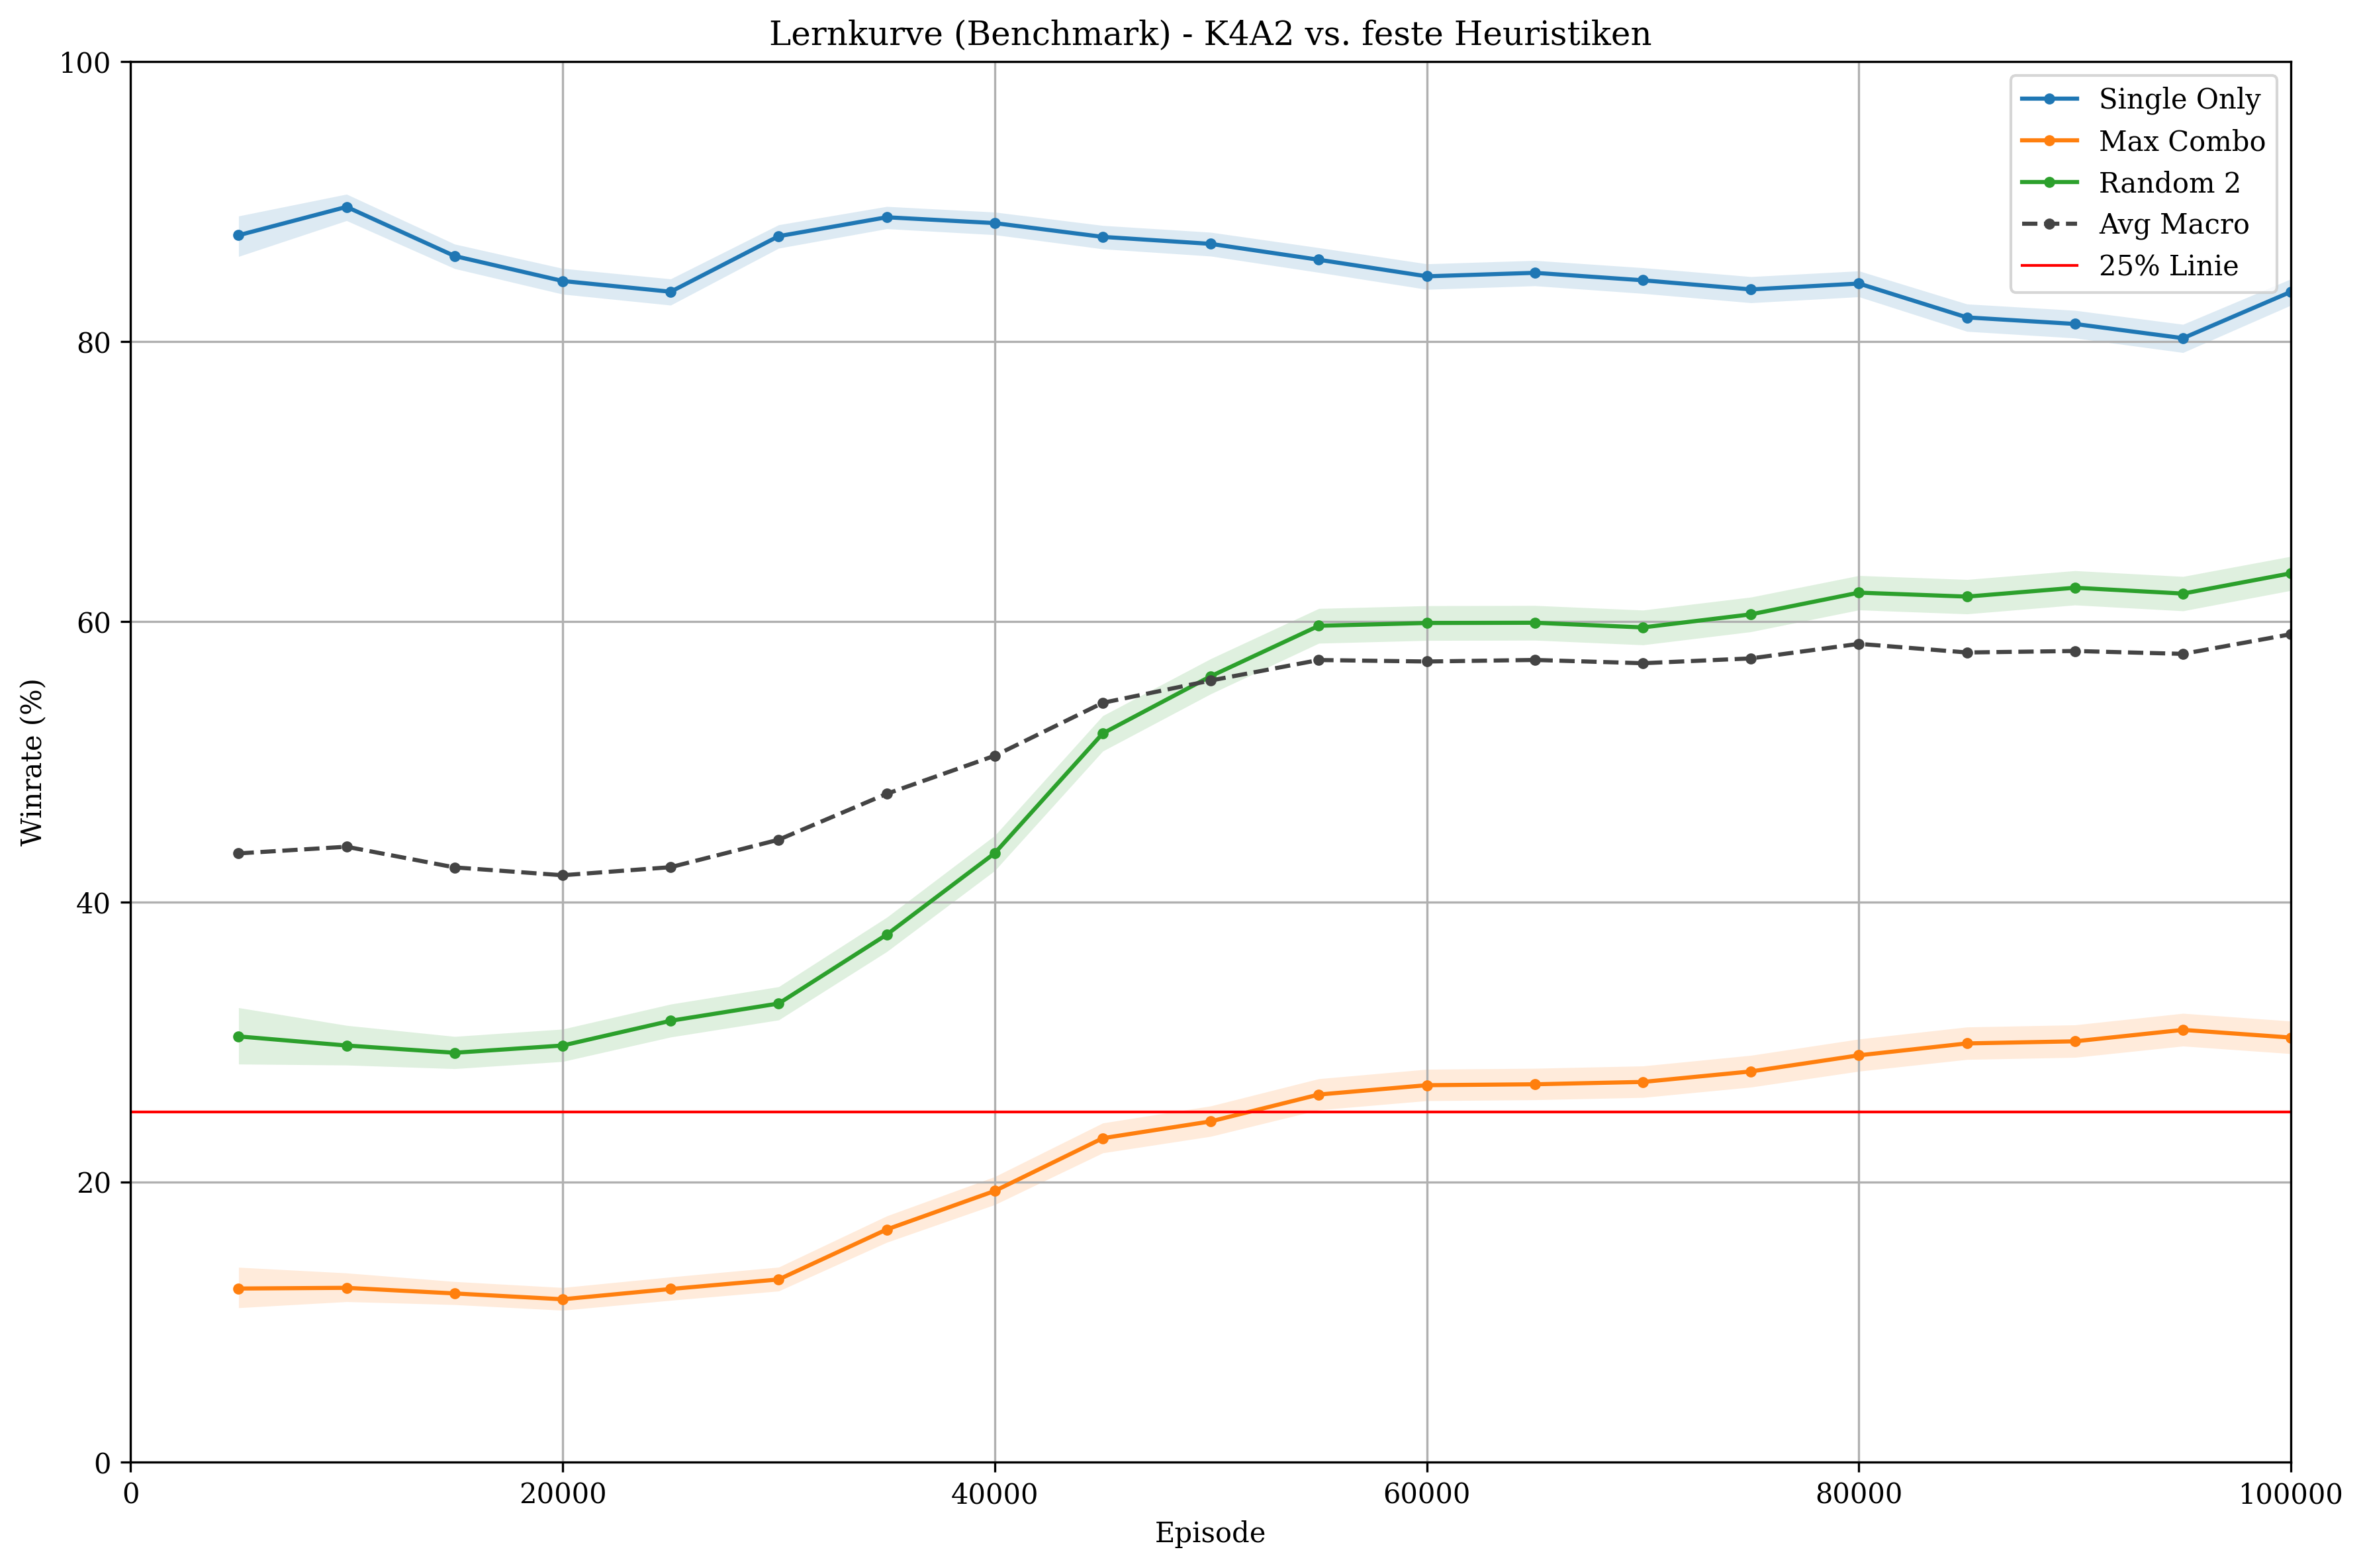 Lernkurve (Benchmark) - K4A2 vs. feste Heuristiken
100
80
60
40
20
0
Winrate (%)
Single Only
Max Combo
Random 2
Avg Macro
25% Linie
0
20000
40000
60000
80000
100000
Episode